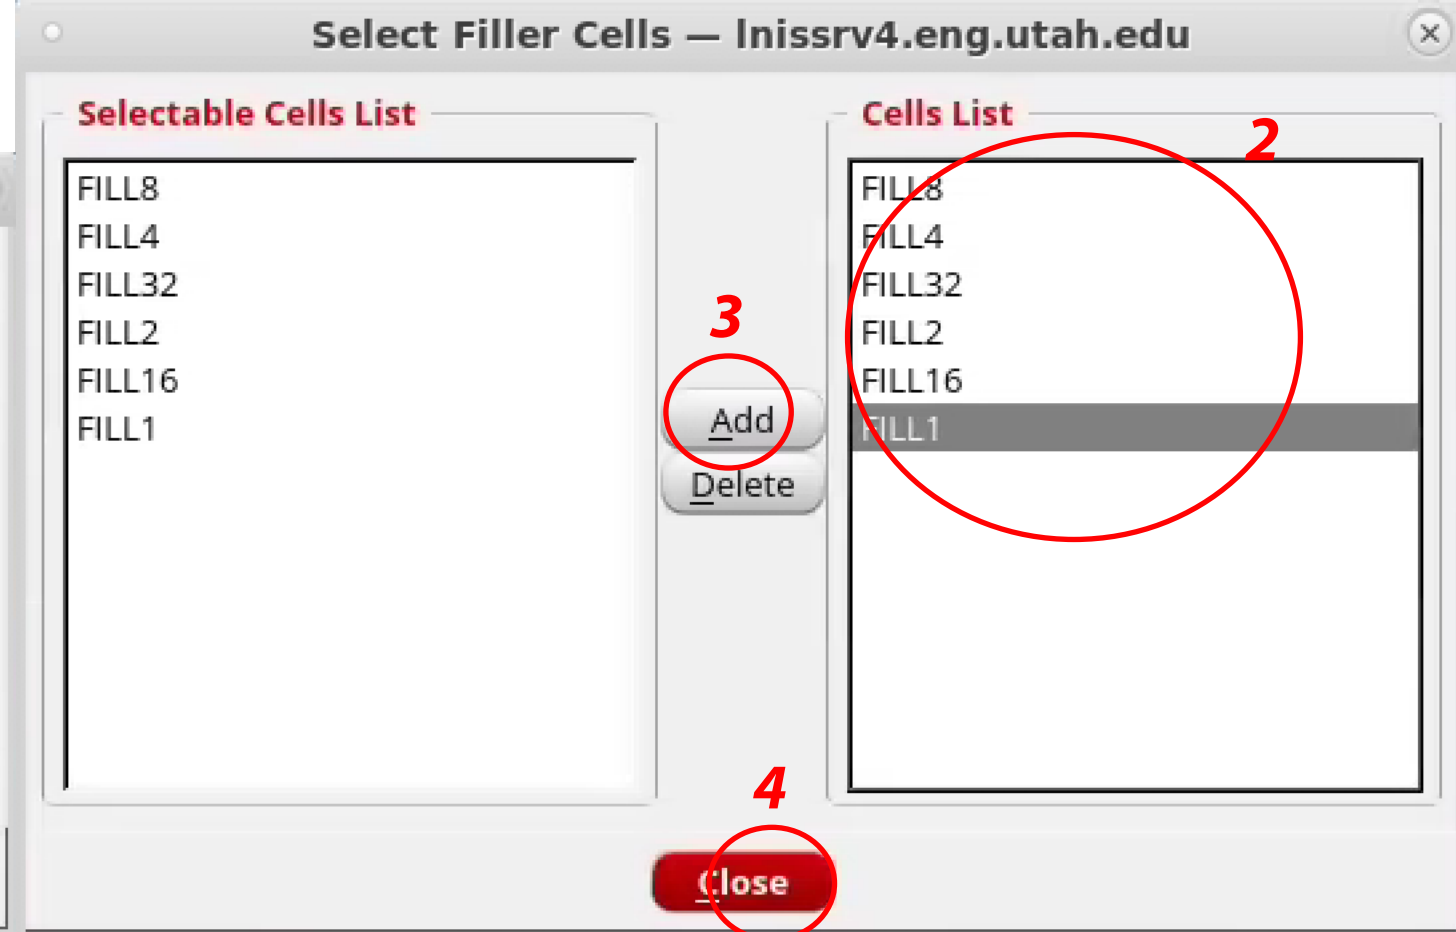 Select Filler Cells — lnissrv4.eng.utah.edu
Selectable Cells List
FILL8
FILL4
FILL32
FILL2
FILL16
FILL1
3
Add
Delete
Cells List
2
FILL8
FILL4
FILL32
FILL2
FILL16
FILL1
4
Close